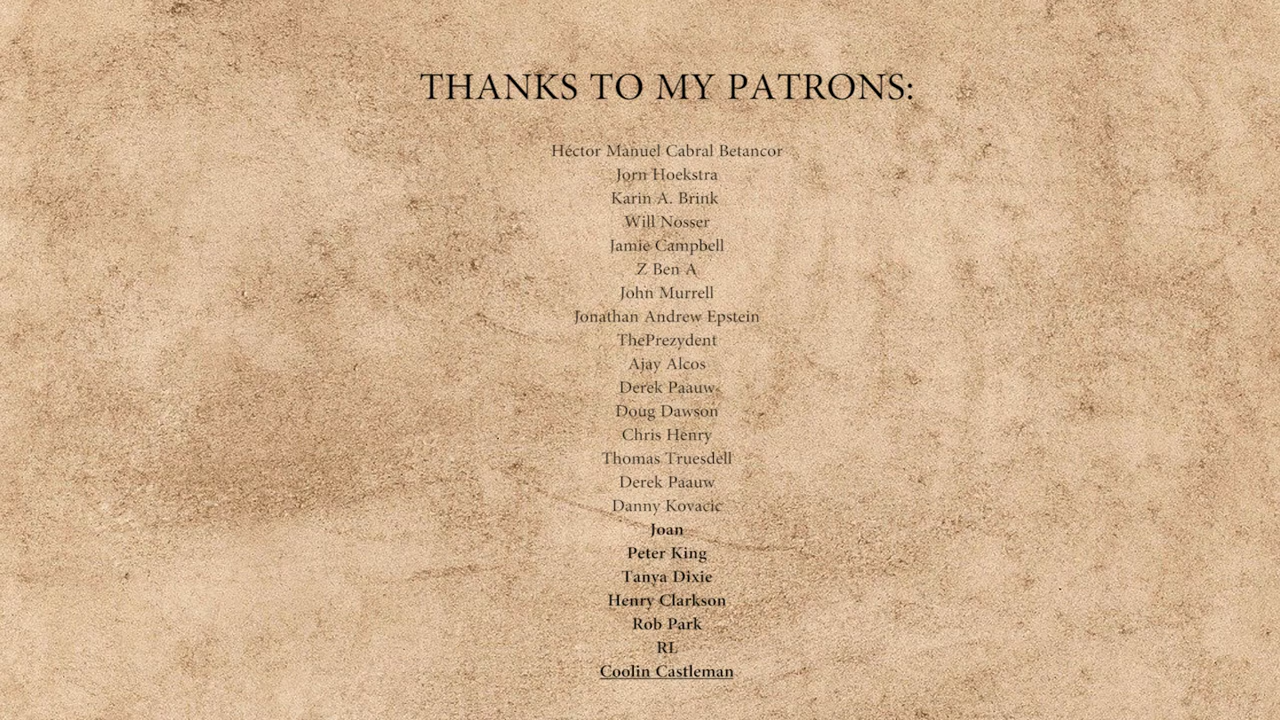 THANKS TO MY PATRONS:
Héctor Manuel Cabral Betancor
Jorn Hoekstra
Karin A. Brink
Will Nosser
Jamie Campbell
Z Ben A
John Murrell
Jonathan Andrew Epstein
ThePrezydent
Ajay Alcos
Derek Paauw
Doug Dawson
Chris Henry
Thomas Truesdell
Derek Paauw
Danny Kovacic
Joan
Peter King
Tanya Dixie
Henry Clarkson
Rob Park
RL
Coolin Castleman